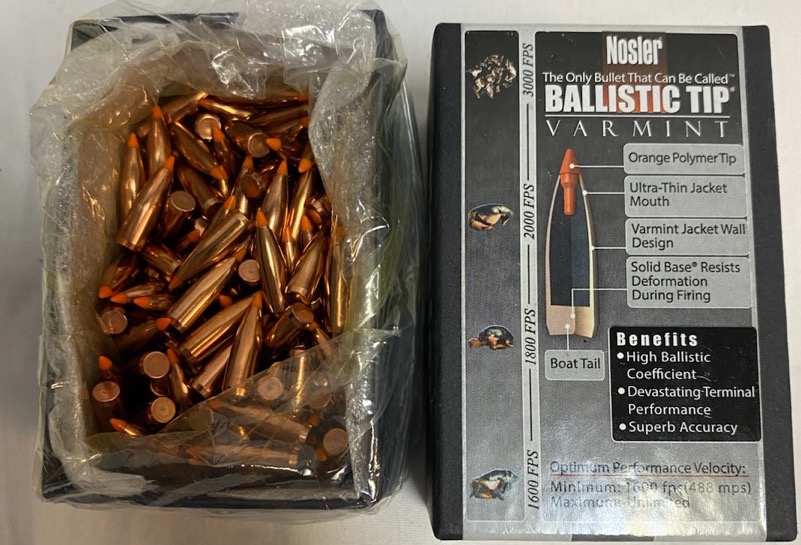 Nosler®
The Only Bullet That Can Be Called™
BALLISTIC TIP®
VARMINT
3000 FPS
Orange Polymer Tip
Ultra-Thin Jacket
Mouth
2000 FPS
Varmint Jacket Wall
Design
Solid Base® Resists
Deformation
During Firing
1800 FPS
Boat Tail
Benefits
•High Ballistic
Coefficient
•Devastating Terminal
Performance
•Superb Accuracy
1600 FPS
Optimum Performance Velocity:
Minimum: 1600 fps (488 mps)
Maximum: Unlimited